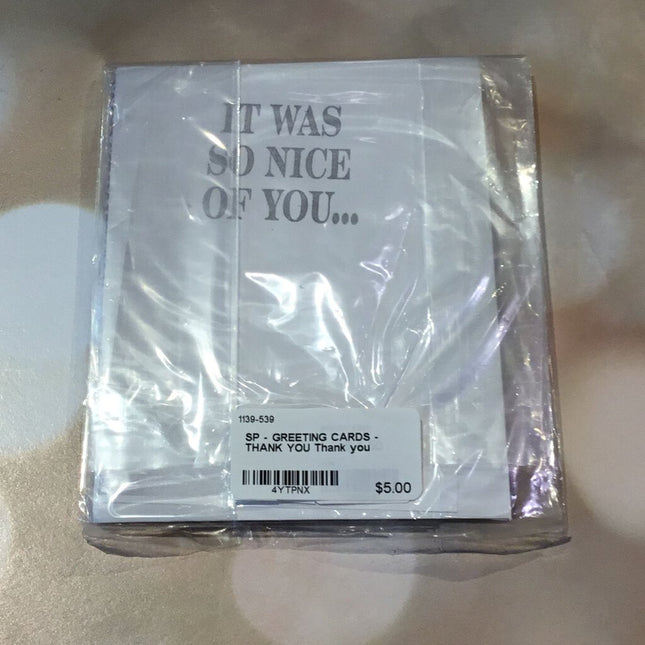 IT WAS
SO NICE
OF YOU...
1139-539
SP - GREETING CARDS -
THANK YOU Thank you
4YTPNX
$5.00